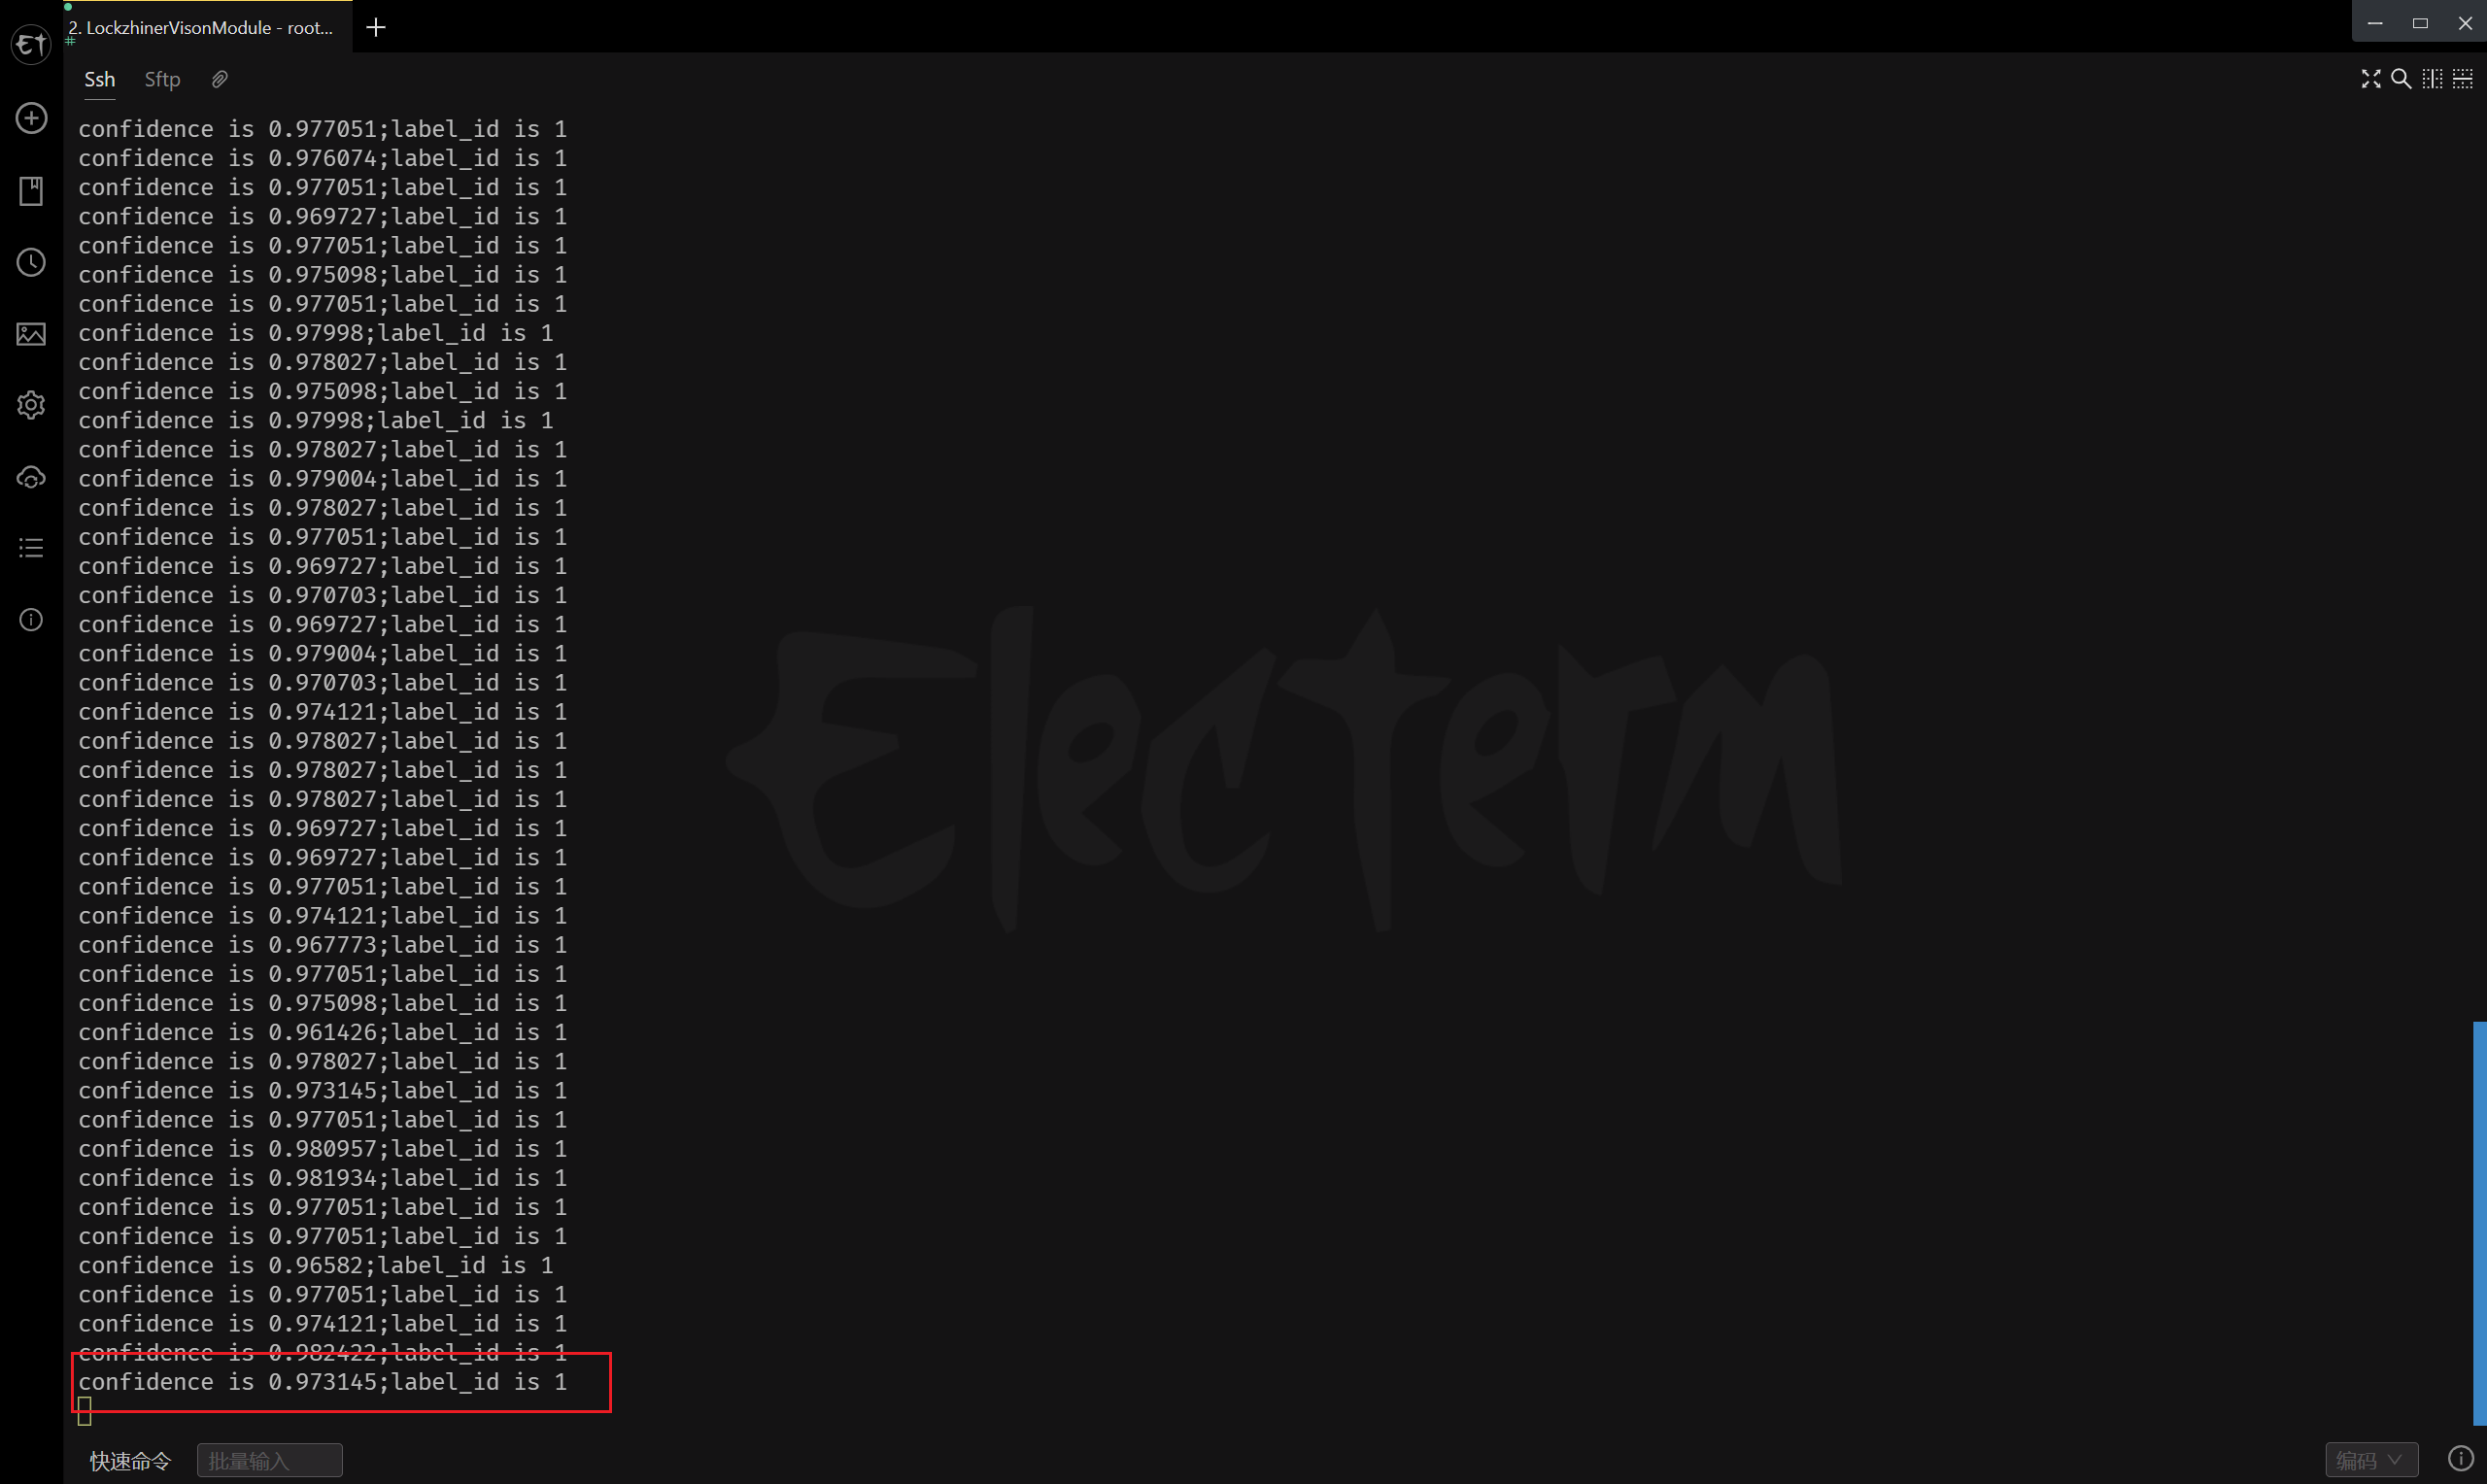 2. LockzhinerVisonModule - root...
#
Ssh Sftp
confidence is 0.977051;label_id is 1
confidence is 0.976074;label_id is 1
confidence is 0.977051;label_id is 1
confidence is 0.969727;label_id is 1
confidence is 0.977051;label_id is 1
confidence is 0.975098;label_id is 1
confidence is 0.977051;label_id is 1
confidence is 0.97998;label_id is 1
confidence is 0.978027;label_id is 1
confidence is 0.975098;label_id is 1
confidence is 0.97998;label_id is 1
confidence is 0.978027;label_id is 1
confidence is 0.979004;label_id is 1
confidence is 0.978027;label_id is 1
confidence is 0.977051;label_id is 1
confidence is 0.969727;label_id is 1
confidence is 0.970703;label_id is 1
confidence is 0.969727;label_id is 1
confidence is 0.979004;label_id is 1
confidence is 0.970703;label_id is 1
confidence is 0.974121;label_id is 1
confidence is 0.978027;label_id is 1
confidence is 0.978027;label_id is 1
confidence is 0.978027;label_id is 1
confidence is 0.969727;label_id is 1
confidence is 0.969727;label_id is 1
confidence is 0.977051;label_id is 1
confidence is 0.974121;label_id is 1
confidence is 0.967773;label_id is 1
confidence is 0.977051;label_id is 1
confidence is 0.975098;label_id is 1
confidence is 0.961426;label_id is 1
confidence is 0.978027;label_id is 1
confidence is 0.973145;label_id is 1
confidence is 0.977051;label_id is 1
confidence is 0.980957;label_id is 1
confidence is 0.981934;label_id is 1
confidence is 0.977051;label_id is 1
confidence is 0.977051;label_id is 1
confidence is 0.96582;label_id is 1
confidence is 0.977051;label_id is 1
confidence is 0.974121;label_id is 1
confidence is 0.982422;label_id is 1
confidence is 0.973145;label_id is 1
Electerm
快速命令 批量输入 编码